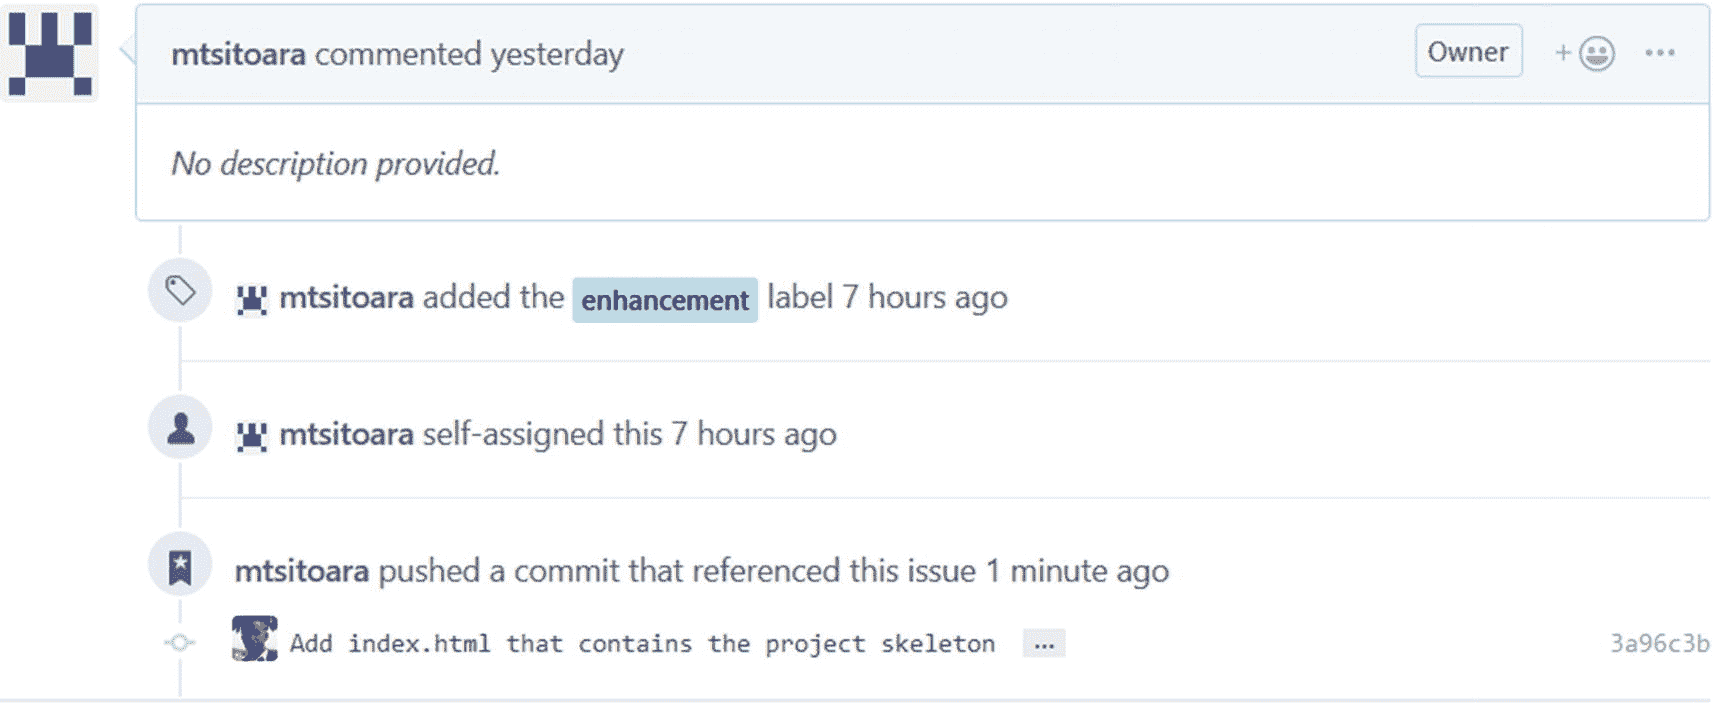 mtsitoara commented yesterday Owner
No description provided.
mtsitoara added the enhancement label 7 hours ago
mtsitoara self-assigned this 7 hours ago
mtsitoara pushed a commit that referenced this issue 1 minute ago
Add index.html that contains the project skeleton ... 3a96c3b